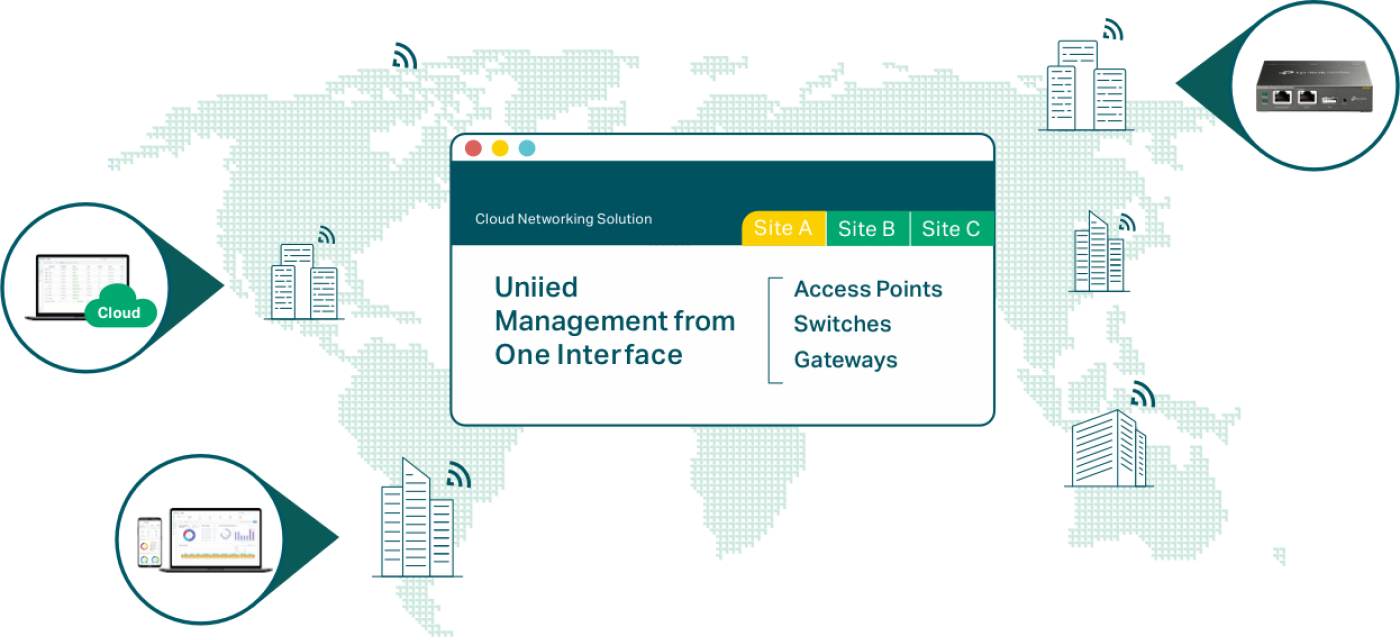 Cloud Networking Solution
Site A
Site B
Site C
Uniied
Management from
One Interface
Access Points
Switches
Gateways
Cloud